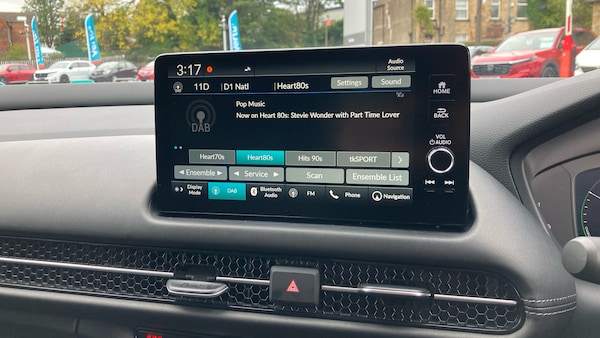 3:17
Audio Source
11D | D1 Natl | Heart80s
Settings
Sound
HOME
Pop Music
Now on Heart 80s: Stevie Wonder with Part Time Lover
BACK
DAB
VOL
AUDIO
Heart70s Heart80s Hits 90s tkSPORT >
◀ Ensemble ▶ ◀ Service ▶ Scan Ensemble List
Display Mode DAB Bluetooth Audio FM Phone Navigation